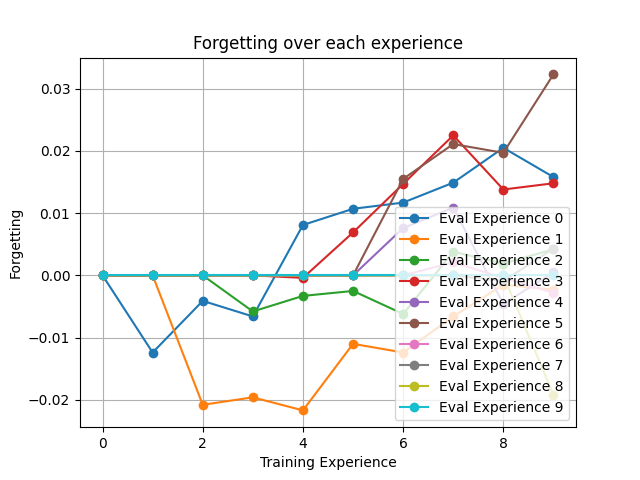 Forgetting over each experience
0.03
0.02
0.01
0.00
−0.01
−0.02
Forgetting
Eval Experience 0
Eval Experience 1
Eval Experience 2
Eval Experience 3
Eval Experience 4
Eval Experience 5
Eval Experience 6
Eval Experience 7
Eval Experience 8
Eval Experience 9
0 2 4 6 8
Training Experience